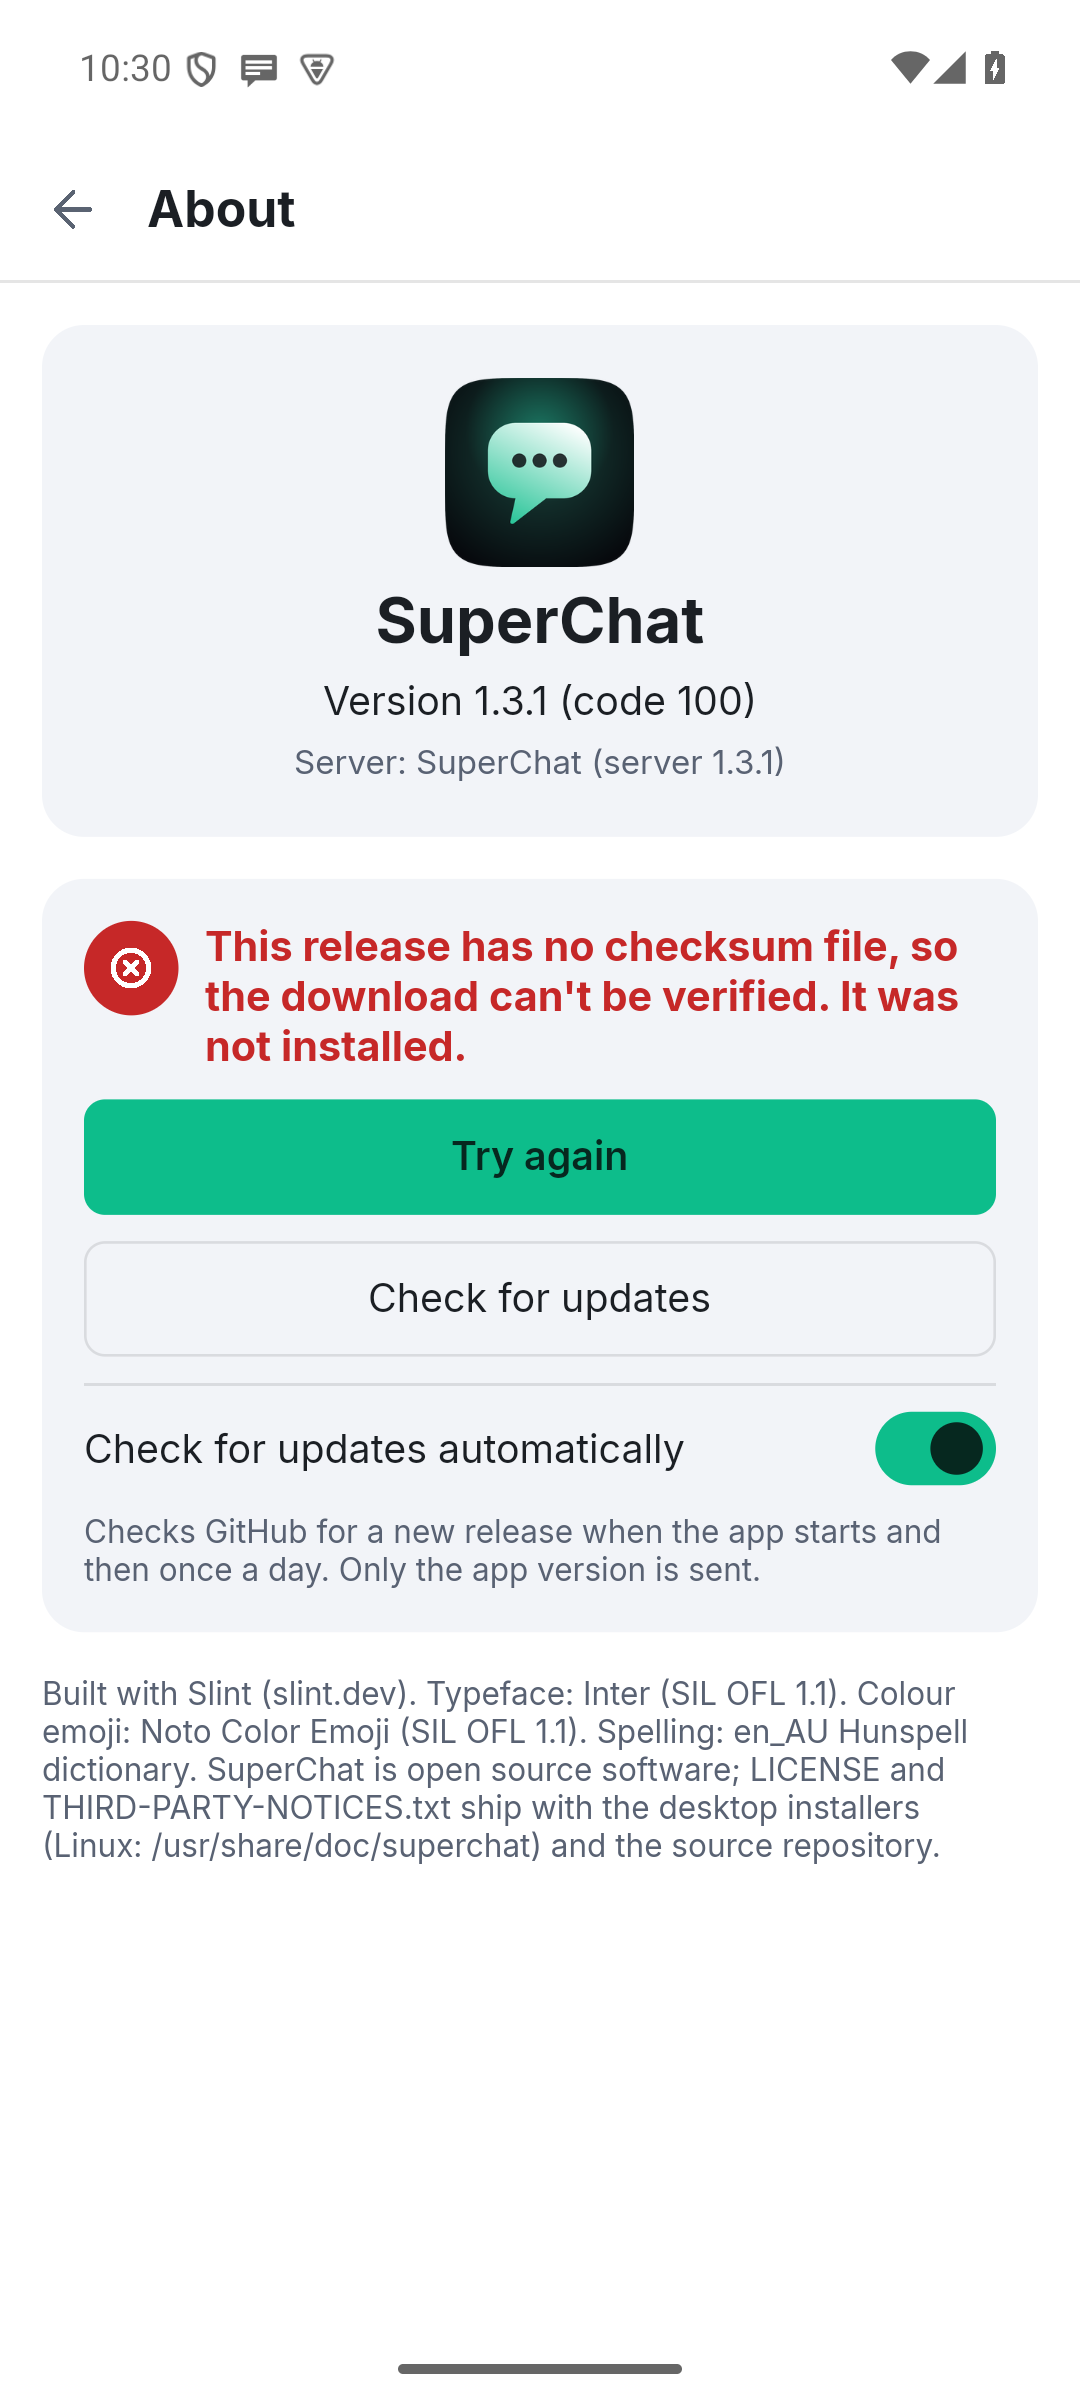 10:30
About
SuperChat
Version 1.3.1 (code 100)
Server: SuperChat (server 1.3.1)
This release has no checksum file, so
the download can't be verified. It was
not installed.
Try again
Check for updates
Check for updates automatically
Checks GitHub for a new release when the app starts and
then once a day. Only the app version is sent.
Built with Slint (slint.dev). Typeface: Inter (SIL OFL 1.1). Colour
emoji: Noto Color Emoji (SIL OFL 1.1). Spelling: en_AU Hunspell
dictionary. SuperChat is open source software; LICENSE and
THIRD-PARTY-NOTICES.txt ship with the desktop installers
(Linux: /usr/share/doc/superchat) and the source repository.